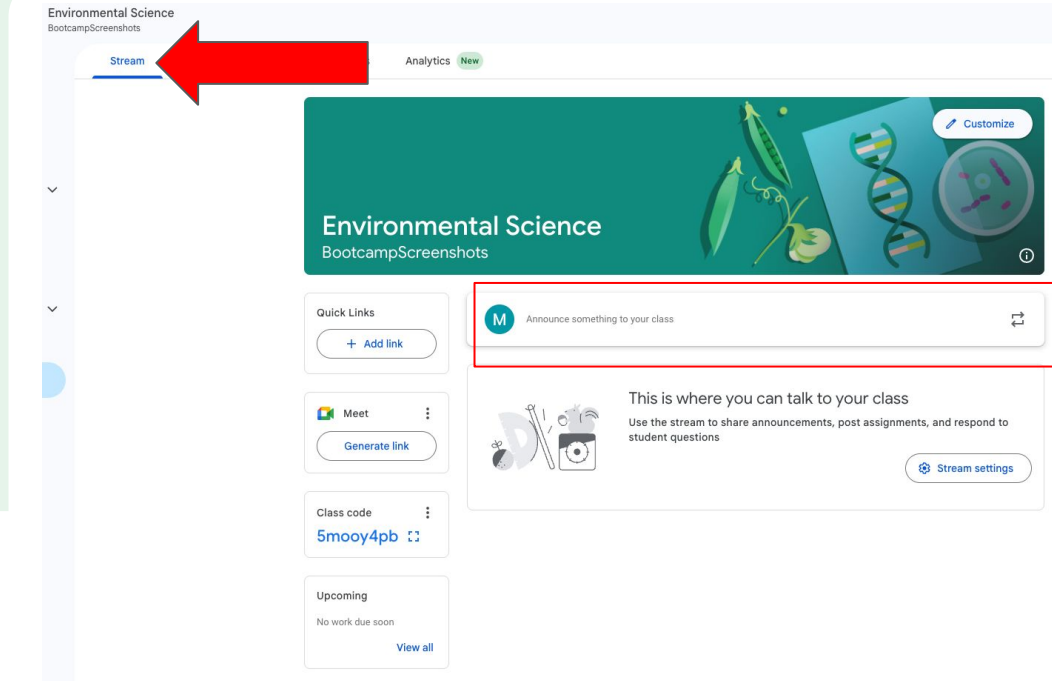 Environmental Science
BootcampScreenshots
Stream
Analytics New
Customize
Environmental Science
BootcampScreenshots
Quick Links
+ Add link
M Announce something to your class
Meet
Generate link
This is where you can talk to your class
Use the stream to share announcements, post assignments, and respond to
student questions
Stream settings
Class code
5mooy4pb
Upcoming
No work due soon
View all